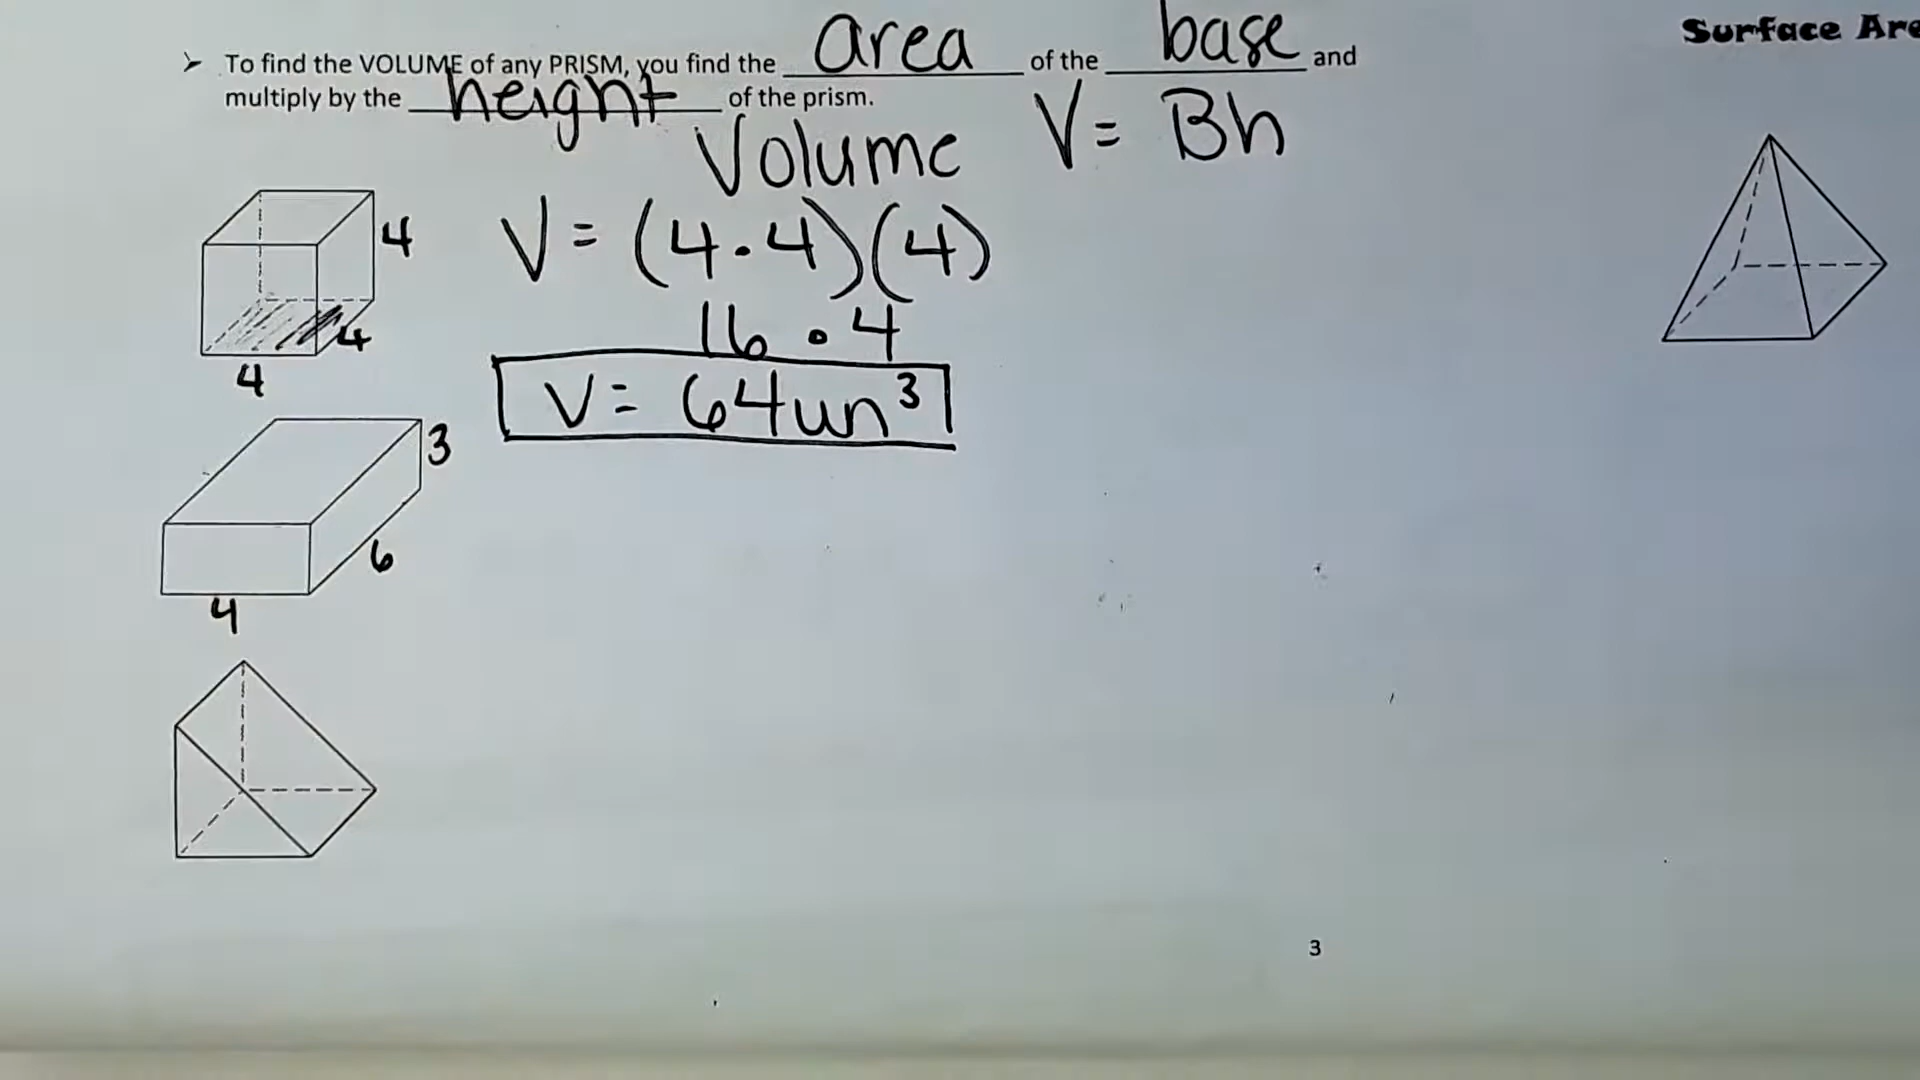 ➢ To find the VOLUME of any PRISM, you find the area of the base and
multiply by the height of the prism.
Volume V = Bh
4
V = (4 · 4)(4)
16 · 4
4
4
V = 64un³
3
6
4
3
Surface Are